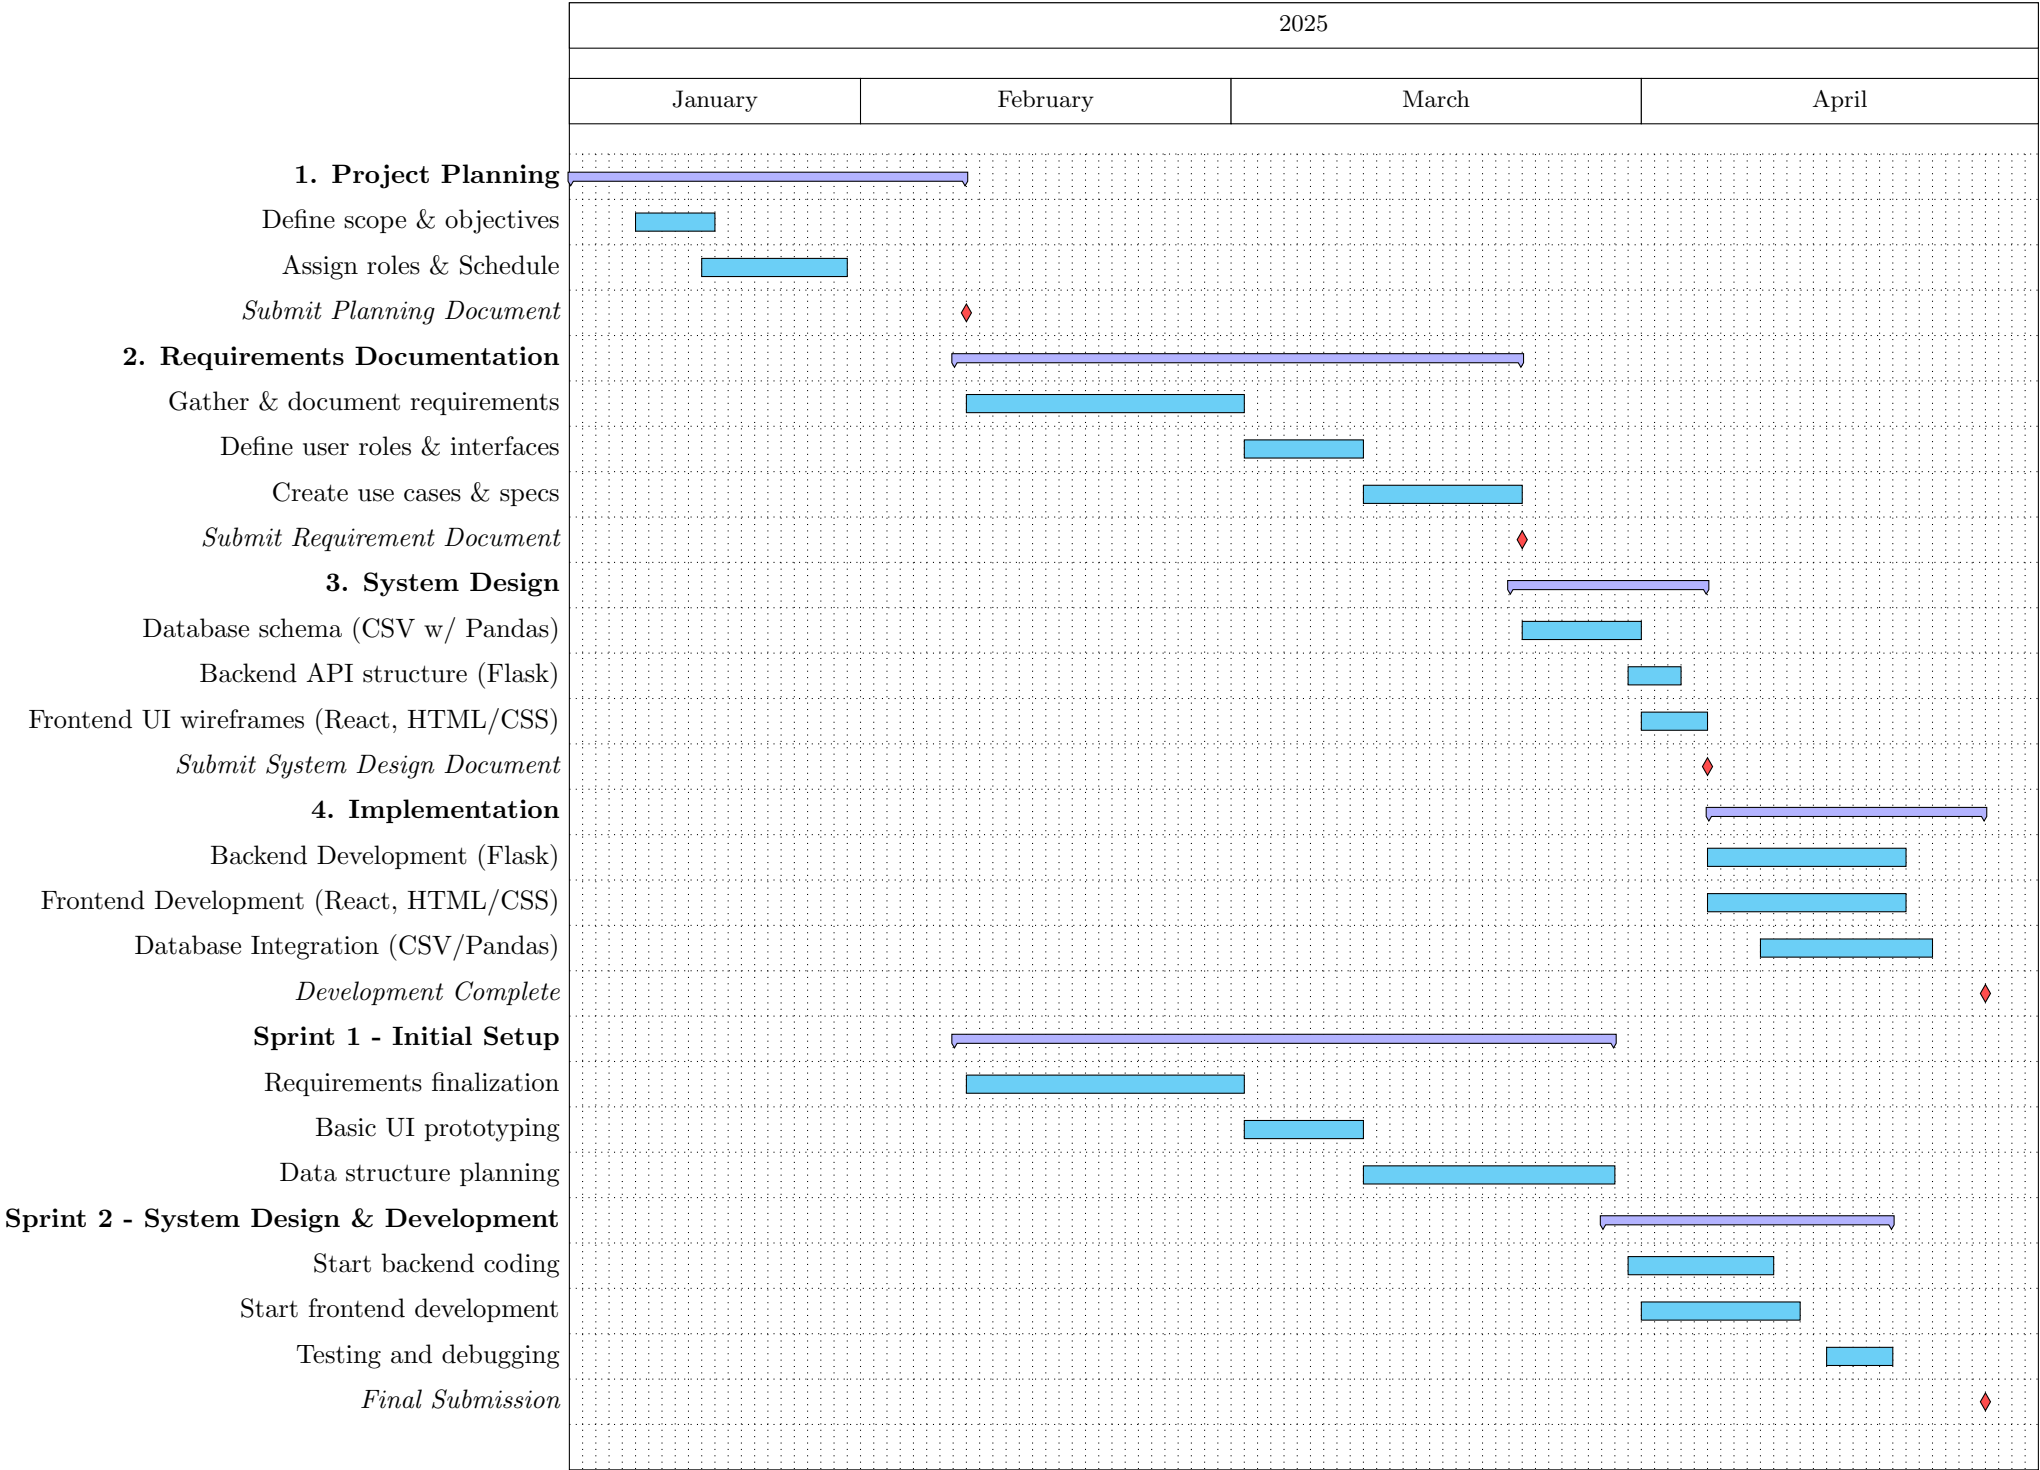 2025
January February March April
1. Project Planning
Define scope & objectives
Assign roles & Schedule
Submit Planning Document
2. Requirements Documentation
Gather & document requirements
Define user roles & interfaces
Create use cases & specs
Submit Requirement Document
3. System Design
Database schema (CSV w/ Pandas)
Backend API structure (Flask)
Frontend UI wireframes (React, HTML/CSS)
Submit System Design Document
4. Implementation
Backend Development (Flask)
Frontend Development (React, HTML/CSS)
Database Integration (CSV/Pandas)
Development Complete
Sprint 1 - Initial Setup
Requirements finalization
Basic UI prototyping
Data structure planning
Sprint 2 - System Design & Development
Start backend coding
Start frontend development
Testing and debugging
Final Submission